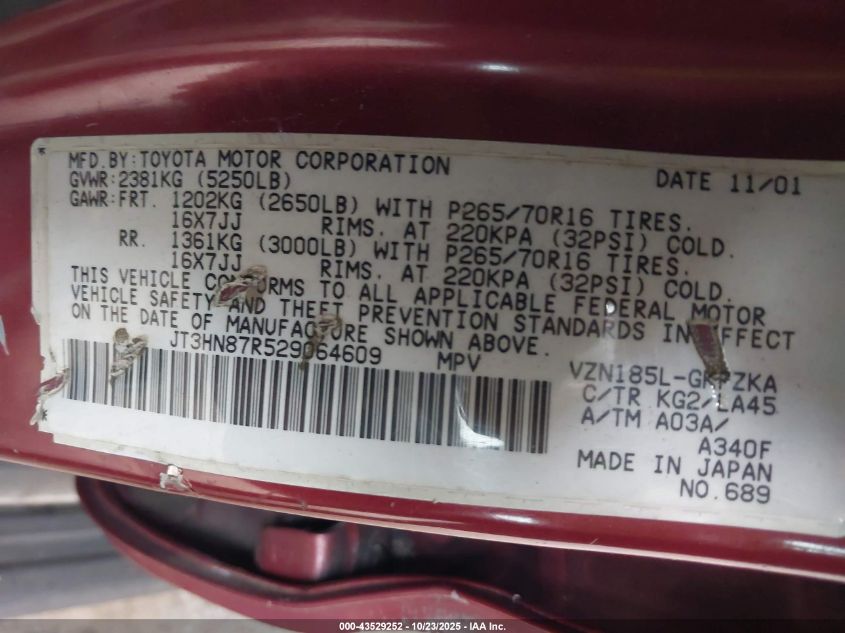 MFD.BY:TOYOTA MOTOR CORPORATION DATE 11/01
GVWR:2381KG (5250LB)
GAWR:FRT. 1202KG (2650LB) WITH P265/70R16 TIRES.
16X7JJ RIMS. AT 220KPA (32PSI) COLD.
RR. 1361KG (3000LB) WITH P265/70R16 TIRES.
16X7JJ RIMS. AT 220KPA (32PSI) COLD.
THIS VEHICLE CONFORMS TO ALL APPLICABLE FEDERAL MOTOR
VEHICLE SAFETY AND THEFT PREVENTION STANDARDS IN EFFECT
ON THE DATE OF MANUFACTURE SHOWN ABOVE.
JT3HN87R529064609 MPV
VZN185L-
C/TR KG2/LA45
A/TM A03A/
A340F
MADE IN JAPAN
NO.689
000-43529252 - 10/23/2025 - IAA Inc.